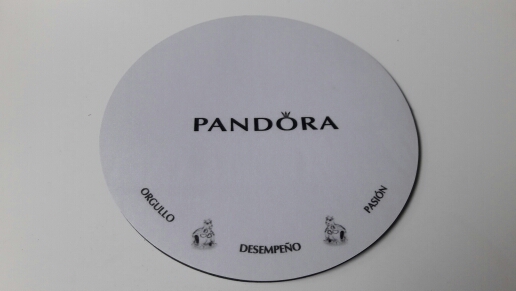 PANDORA
ORGULLO
DESEMPEÑO
PASIÓN